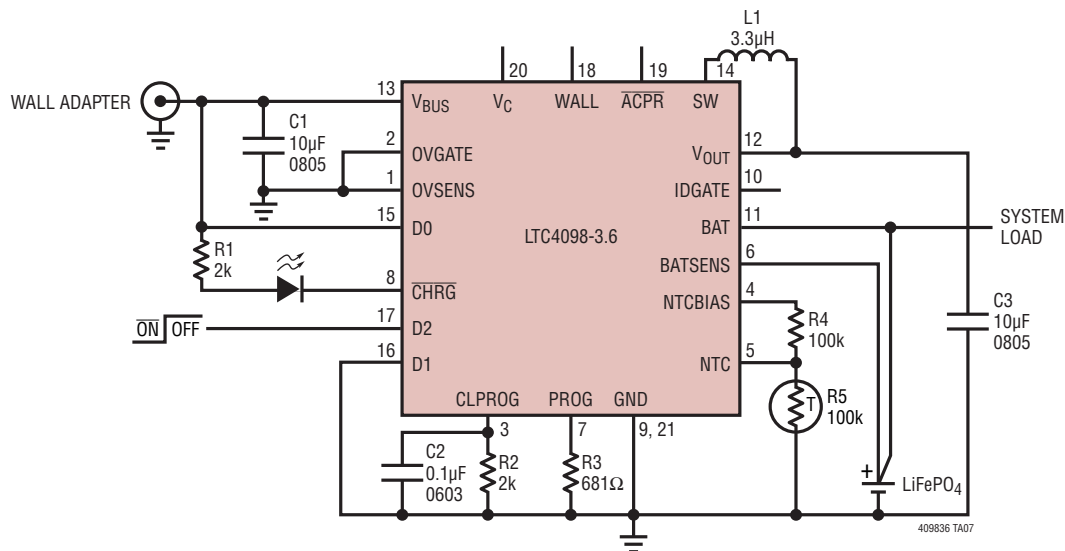 L1
3.3µH
20
18
19
14
WALL ADAPTER
13
VBUS
VC
WALL
ACPR
SW
C1
10µF
0805
2
OVGATE
VOUT
12
1
OVSENS
IDGATE
10
15
D0
LTC4098-3.6
BAT
11
SYSTEM
LOAD
R1
2k
BATSENS
6
8
CHRG
NTCBIAS
4
C3
10µF
0805
ON
OFF
17
D2
R4
100k
16
D1
NTC
5
T
R5
100k
CLPROG
PROG
GND
3
7
9, 21
C2
0.1µF
0603
R2
2k
R3
681Ω
+
LiFePO4
409836 TA07